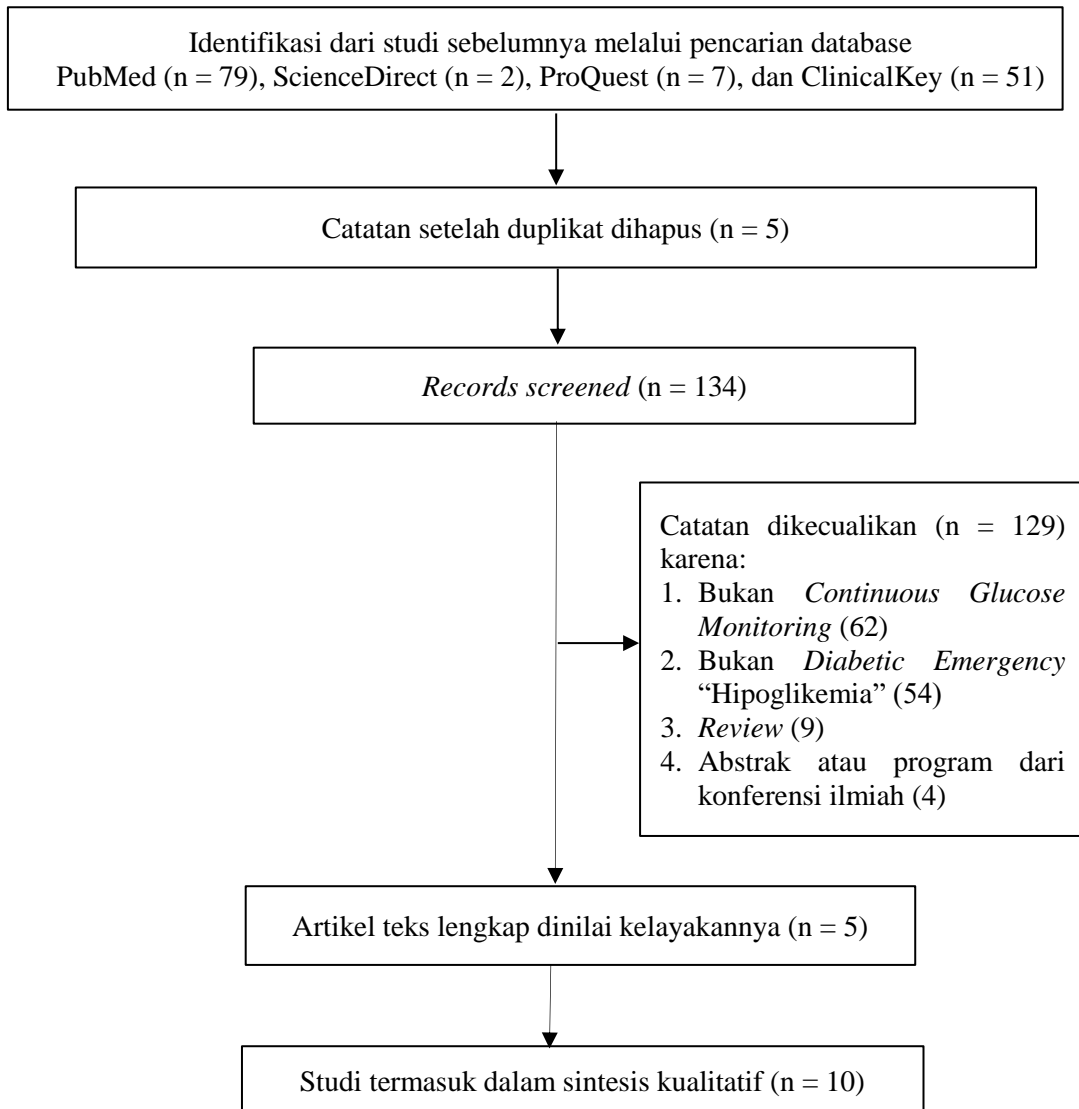 Identifikasi dari studi sebelumnya melalui pencarian database
PubMed (n = 79), ScienceDirect (n = 2), ProQuest (n = 7), dan ClinicalKey (n = 51)
Catatan setelah duplikat dihapus (n = 5)
Records screened (n = 134)
Catatan dikecualikan (n = 129)
karena:
1. Bukan Continuous Glucose
Monitoring (62)
2. Bukan Diabetic Emergency
“Hipoglikemia” (54)
3. Review (9)
4. Abstrak atau program dari
konferensi ilmiah (4)
Artikel teks lengkap dinilai kelayakannya (n = 5)
Studi termasuk dalam sintesis kualitatif (n = 10)